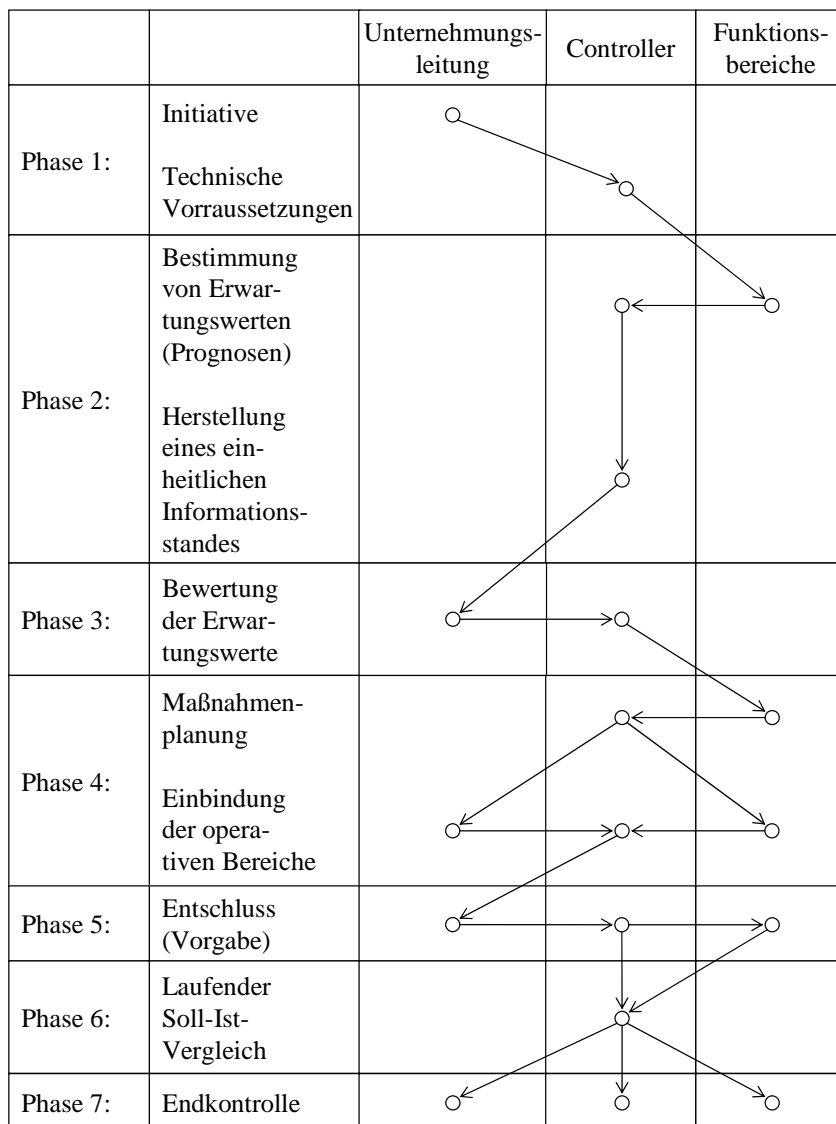 Unternehmungs-
leitung
Controller
Funktions-
bereiche
Phase 1:
Initiative
Technische
Vorraussetzungen
Phase 2:
Bestimmung
von Erwar-
tungswerten
(Prognosen)
Herstellung
eines ein-
heitlichen
Informations-
standes
Phase 3:
Bewertung
der Erwar-
tungswerte
Phase 4:
Maßnahmen-
planung
Einbindung
der opera-
tiven Bereiche
Phase 5:
Entschluss
(Vorgabe)
Phase 6:
Laufender
Soll-Ist-
Vergleich
Phase 7:
Endkontrolle